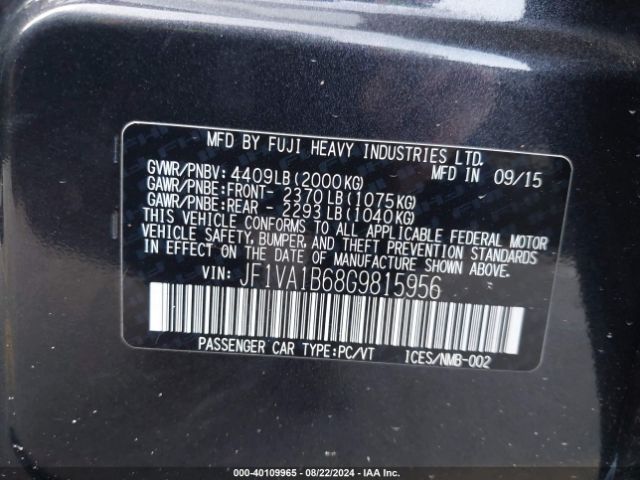 MFD BY FUJI HEAVY INDUSTRIES LTD.
MFD IN 09/15
GVWR/PNBV: 4409LB(2000KG)
GAWR/PNBE:FRONT- 2370LB(1075KG)
GAWR/PNBE:REAR - 2293LB(1040KG)
THIS VEHICLE CONFORMS TO ALL APPLICABLE FEDERAL MOTOR
VEHICLE SAFETY, BUMPER, AND THEFT PREVENTION STANDARDS
IN EFFECT ON THE DATE OF MANUFACTURE SHOWN ABOVE.
VIN: JF1VA1B68G9815956
PASSENGER CAR TYPE:PC/VT ICES/NMB-002
000-40109965 - 08/22/2024 - IAA Inc.